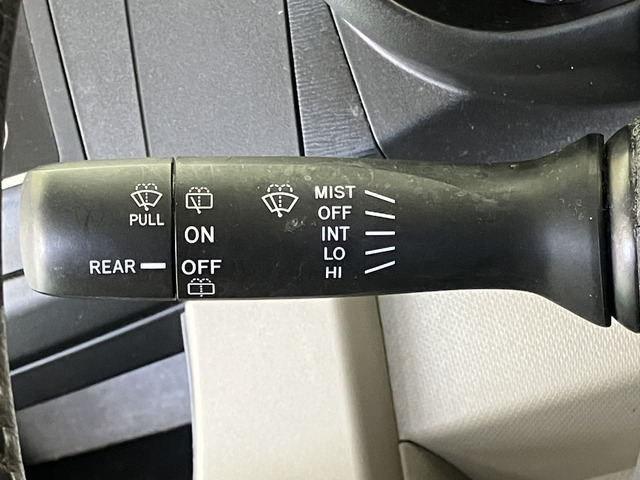 PULL
REAR
ON
OFF
MIST
OFF
INT
LO
HI